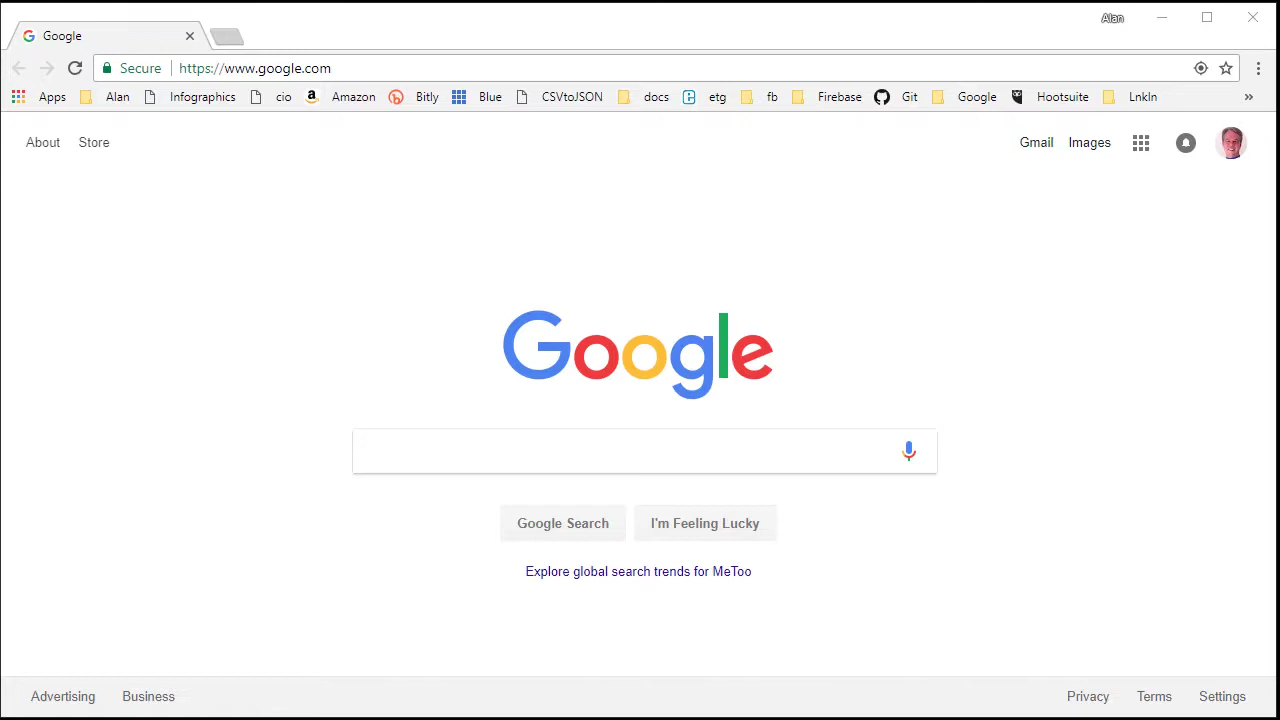 Alan
Google
Secure https://www.google.com
Apps Alan Infographics cio Amazon Bitly Blue CSVtoJSON docs etg fb Firebase Git Google Hootsuite LnkIn »
About Store Gmail Images
Google
Google Search I'm Feeling Lucky
Explore global search trends for MeToo
Advertising Business Privacy Terms Settings